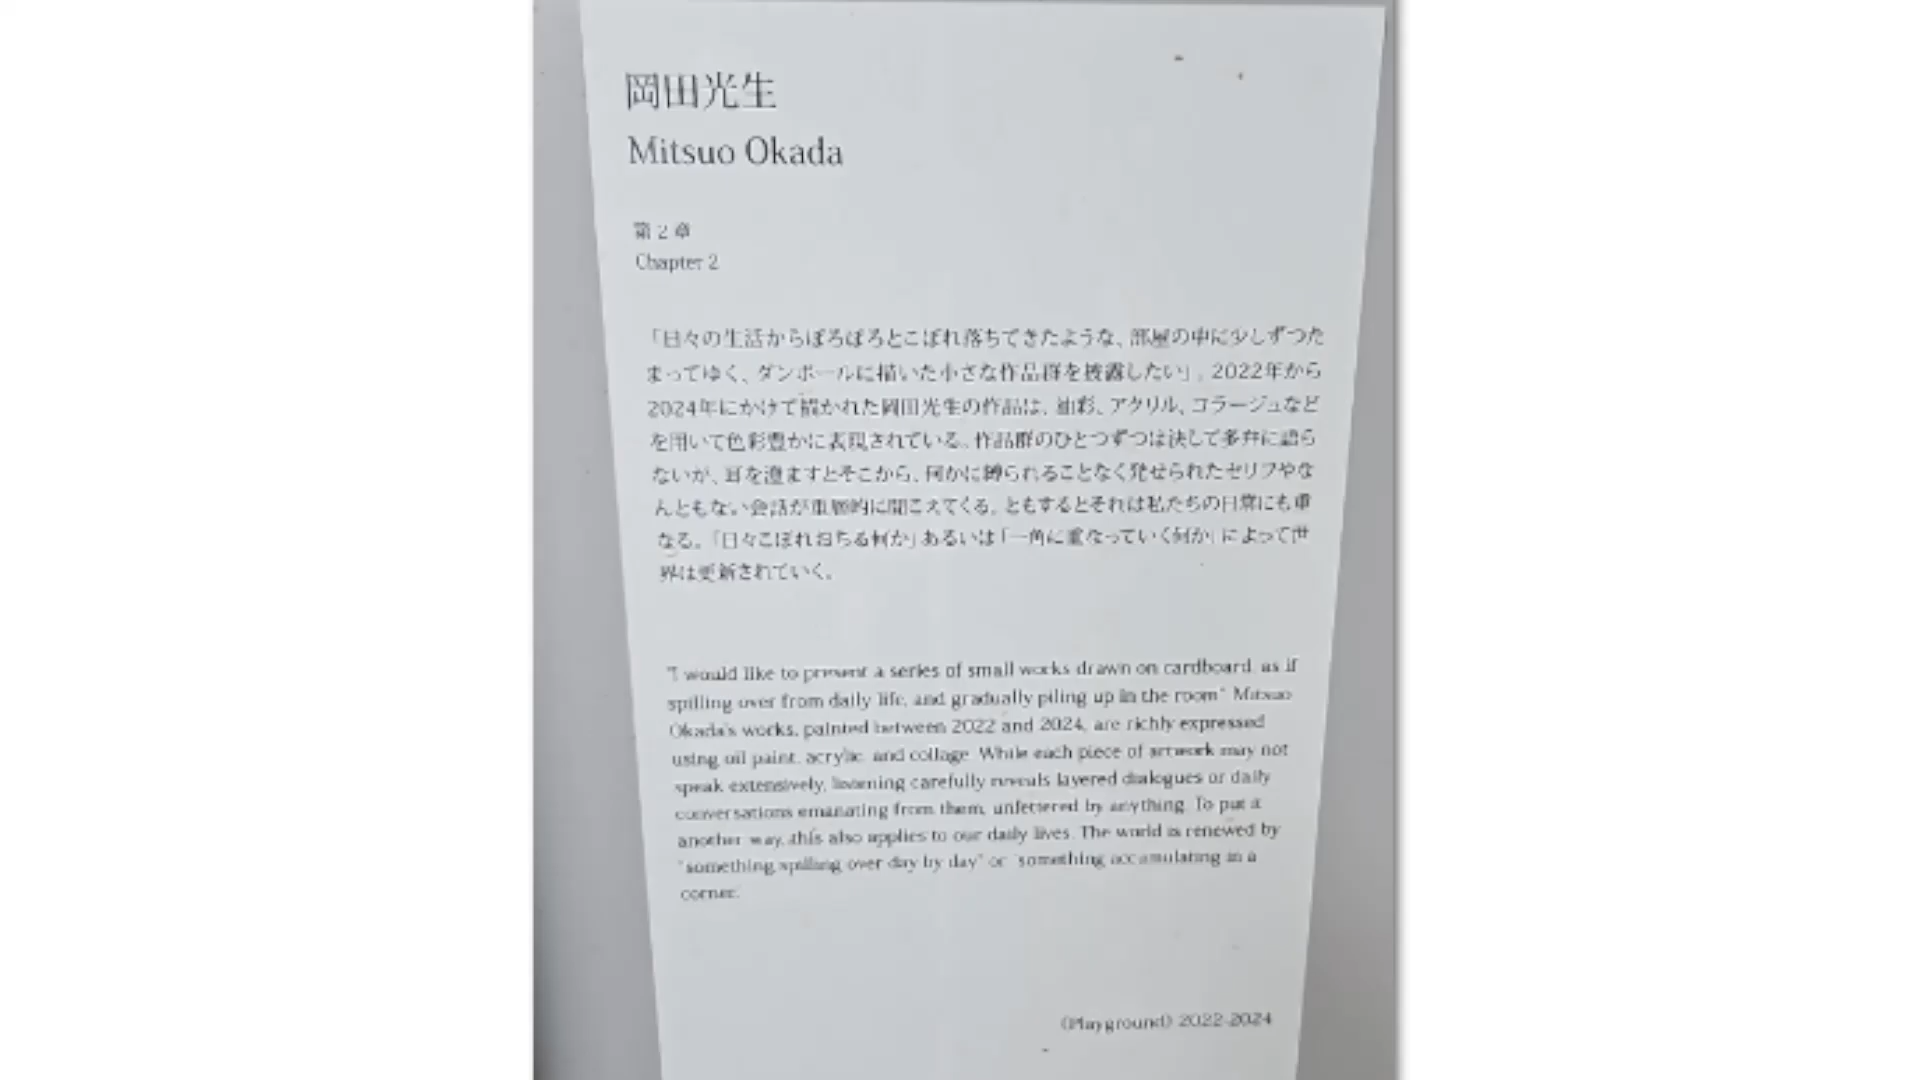 岡田光生
Mitsuo Okada
第2章
Chapter 2
「日々の生活からぽろぽろとこぼれ落ちてきたような、部屋の中に少しずつた
まってゆく、ダンボールに描いた小さな作品群を披露したい」。2022年から
2024年にかけて描かれた岡田光生の作品は、油彩、アクリル、コラージュなど
を用いて色彩豊かに表現されている。作品群のひとつずつは決して多弁に語ら
ないが、耳を澄ますとそこから、何かに縛られることなく発せられたセリフやな
んともない会話が重層的に聞こえてくる。ともするとそれは私たちの日常にも重
なる。「日々こぼれおちる何か」あるいは「一角に重なっていく何か」によって世
界は更新されていく。
"I would like to present a series of small works drawn on cardboard, as if
spilling over from daily life, and gradually piling up in the room" Mitsuo
Okada's works, painted between 2022 and 2024, are richly expressed
using oil paint, acrylic, and collage. While each piece of artwork may not
speak extensively, listening carefully reveals layered dialogues or daily
conversations emanating from them, unfettered by anything. To put it
another way, this also applies to our daily lives. The world is renewed by
"something spilling over day by day" or "something accumulating in a
corner."
《Playground》 2022-2024